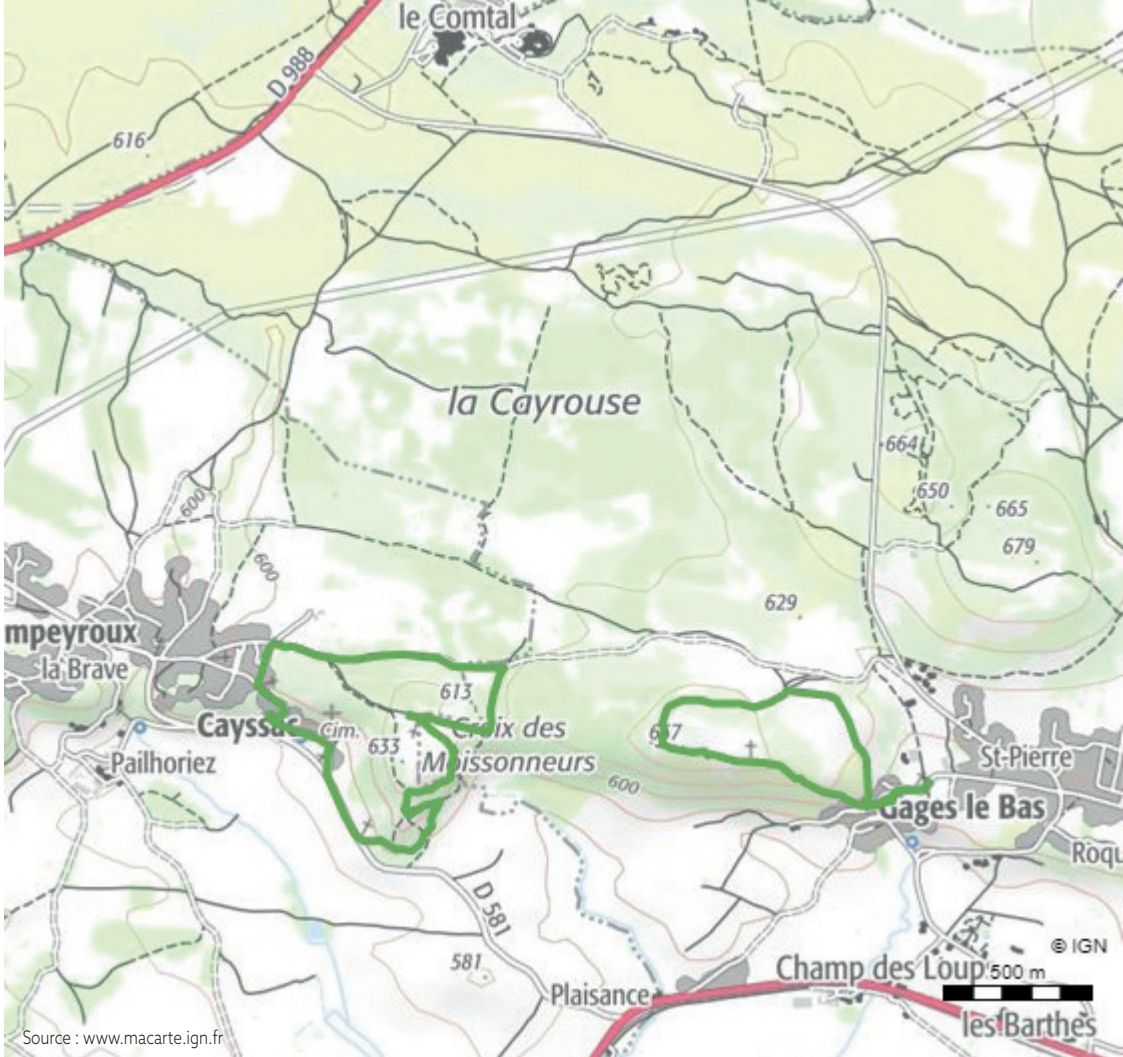 le Comtal
D 988
616
la Cayrouse
664
650
665
679
600
600
629
mpeyroux
la Brave
613
Cayssac
Cim.
633
Croix des
Moissonneurs
Pailhoriez
St-Pierre
600
Gages le Bas
Roqu
D 581
581
© IGN
Champ des Loup
500 m
Plaisance
les Barthes
Source : www.macarte.ign.fr